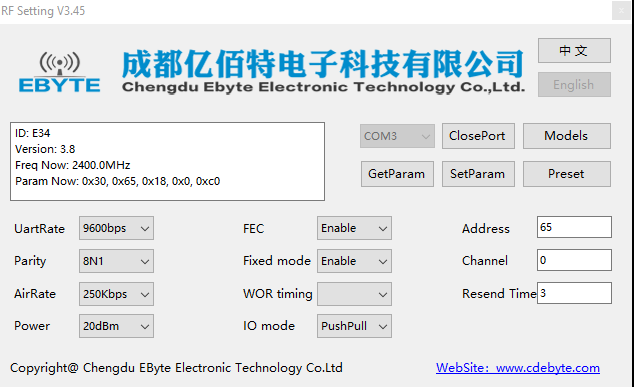 RF Setting V3.45
EBYTE
成都亿佰特电子科技有限公司
Chengdu Ebyte Electronic Technology Co.,Ltd.
中 文
English
ID: E34
Version: 3.8
Freq Now: 2400.0MHz
Param Now: 0x30, 0x65, 0x18, 0x0, 0xc0
COM3 ClosePort Models
GetParam SetParam Preset
UartRate 9600bps FEC Enable Address 65
Parity 8N1 Fixed mode Enable Channel 0
AirRate 250Kbps WOR timing Resend Time 3
Power 20dBm IO mode PushPull
Copyright@ Chengdu EByte Electronic Technology Co.Ltd WebSite: www.cdebyte.com